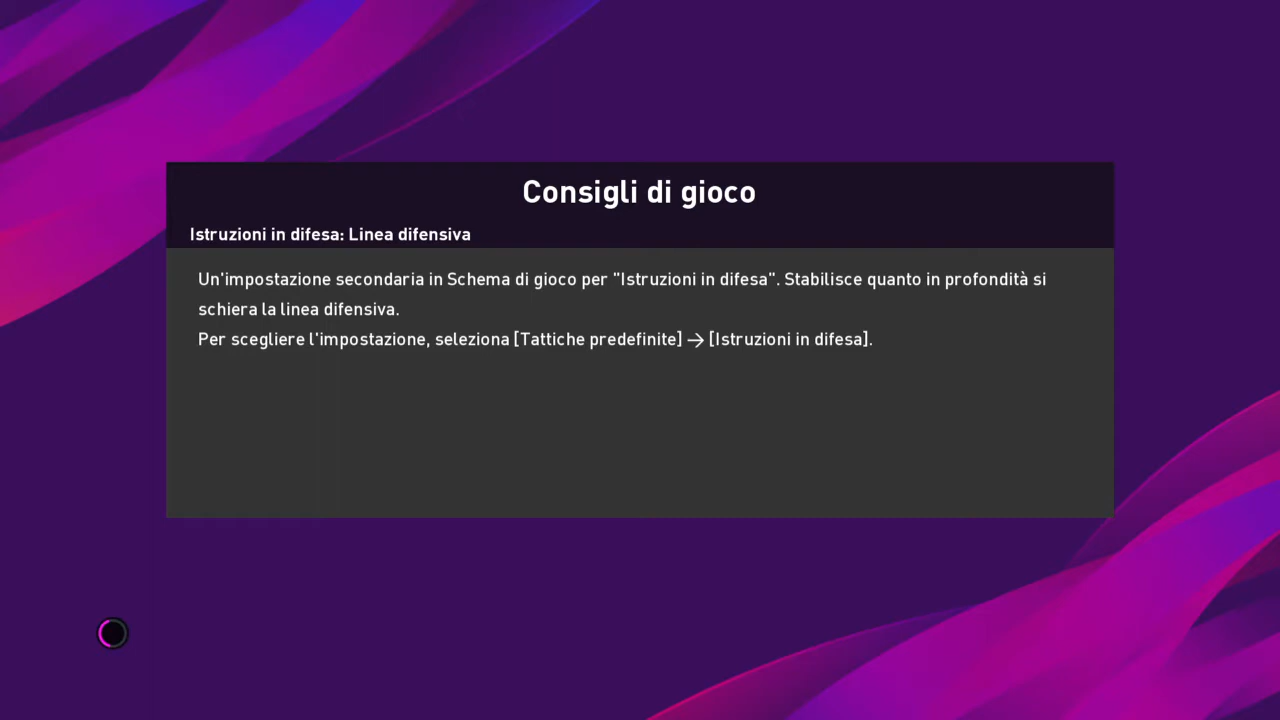 Consigli di gioco
Istruzioni in difesa: Linea difensiva
Un'impostazione secondaria in Schema di gioco per "Istruzioni in difesa". Stabilisce quanto in profondità si
schiera la linea difensiva.
Per scegliere l'impostazione, seleziona [Tattiche predefinite] → [Istruzioni in difesa].